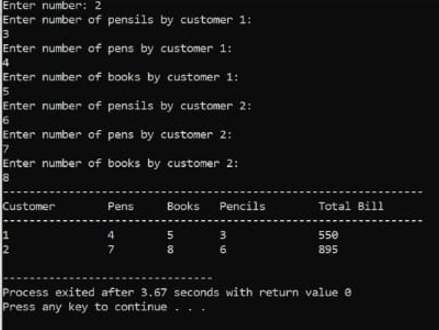 Enter number: 2
Enter number of pensils by customer 1:
3
Enter number of pens by customer 1:
4
Enter number of books by customer 1:
5
Enter number of pensils by customer 2:
6
Enter number of pens by customer 2:
7
Enter number of books by customer 2:
8
--------------------------------------------------------------
Customer Pens Books Pencils Total Bill
--------------------------------------------------------------
1 4 5 3 550
2 7 8 6 895
--------------------------------
Process exited after 3.67 seconds with return value 0
Press any key to continue . . .